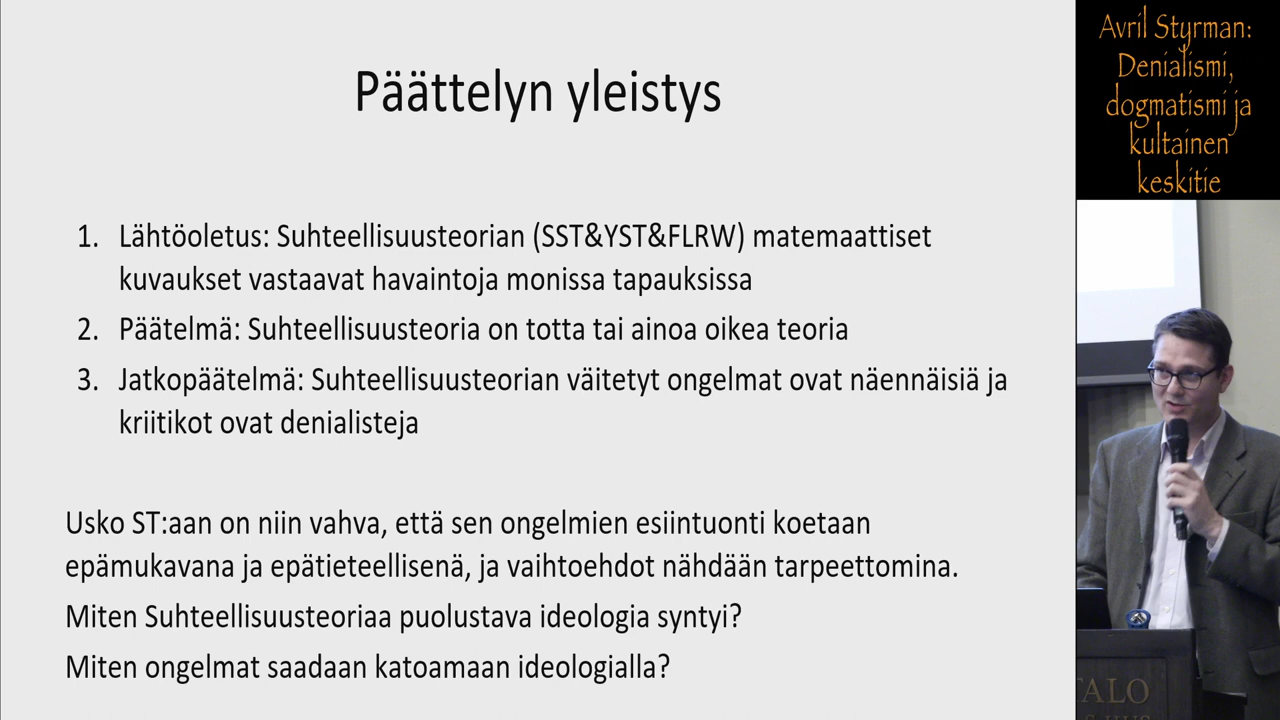 Päättelyn yleistys
1. Lähtöoletus: Suhteellisuusteorian (SST&YST&FLRW) matemaattiset
kuvaukset vastaavat havaintoja monissa tapauksissa
2. Päätelmä: Suhteellisuusteoria on totta tai ainoa oikea teoria
3. Jatkopäätelmä: Suhteellisuusteorian väitetyt ongelmat ovat näennäisiä ja
kriitikot ovat denialisteja
Usko ST:aan on niin vahva, että sen ongelmien esiintuonti koetaan
epämukavana ja epätieteellisenä, ja vaihtoehdot nähdään tarpeettomina.
Miten Suhteellisuusteoriaa puolustava ideologia syntyi?
Miten ongelmat saadaan katoamaan ideologialla?
Avril Styrman:
Denialismi,
dogmatismi ja
kultainen
keskitie
TALO